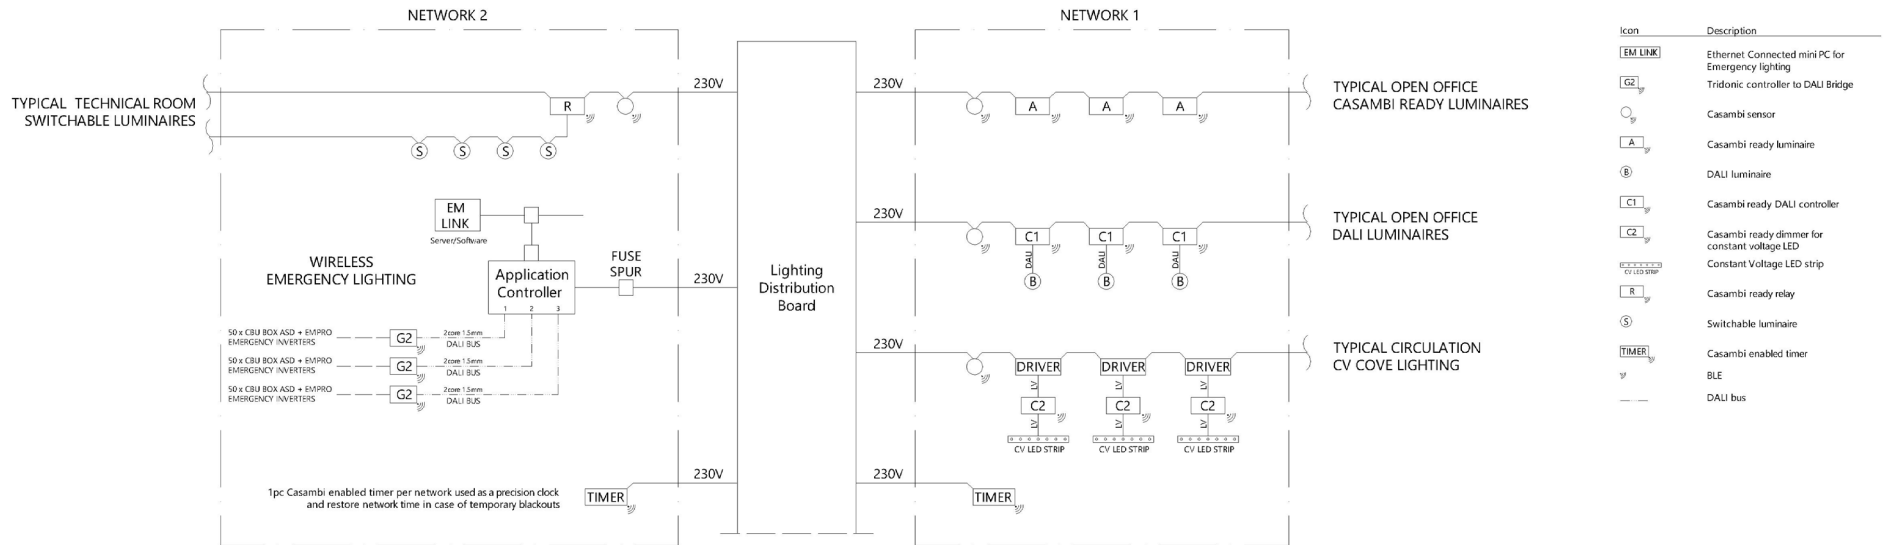 NETWORK 2
NETWORK 1
230V
230V
TYPICAL TECHNICAL ROOM
SWITCHABLE LUMINAIRES
R
S
S
S
S
A
A
A
TYPICAL OPEN OFFICE
CASAMBI READY LUMINAIRES
EM
LINK
Server/Software
WIRELESS
EMERGENCY LIGHTING
Application
Controller
1 2 3
FUSE
SPUR
230V
Lighting
Distribution
Board
230V
C1
C1
C1
DALI
DALI
DALI
B
B
B
TYPICAL OPEN OFFICE
DALI LUMINAIRES
50 x CBU BOX ASD + EMPRO
EMERGENCY INVERTERS
G2
2core 1.5mm
DALI BUS
50 x CBU BOX ASD + EMPRO
EMERGENCY INVERTERS
G2
2core 1.5mm
DALI BUS
50 x CBU BOX ASD + EMPRO
EMERGENCY INVERTERS
G2
2core 1.5mm
DALI BUS
230V
DRIVER
DRIVER
DRIVER
LV
LV
LV
C2
C2
C2
LV
LV
LV
CV LED STRIP
CV LED STRIP
CV LED STRIP
TYPICAL CIRCULATION
CV COVE LIGHTING
1pc Casambi enabled timer per network used as a precision clock
and restore network time in case of temporary blackouts
TIMER
230V
230V
TIMER
Icon Description
EM LINK Ethernet Connected mini PC for
Emergency lighting
G2 Tridonic controller to DALI Bridge
Casambi sensor
A Casambi ready luminaire
B DALI luminaire
C1 Casambi ready DALI controller
C2 Casambi ready dimmer for
constant voltage LED
CV LED STRIP Constant Voltage LED strip
R Casambi ready relay
S Switchable luminaire
TIMER Casambi enabled timer
BLE
DALI bus